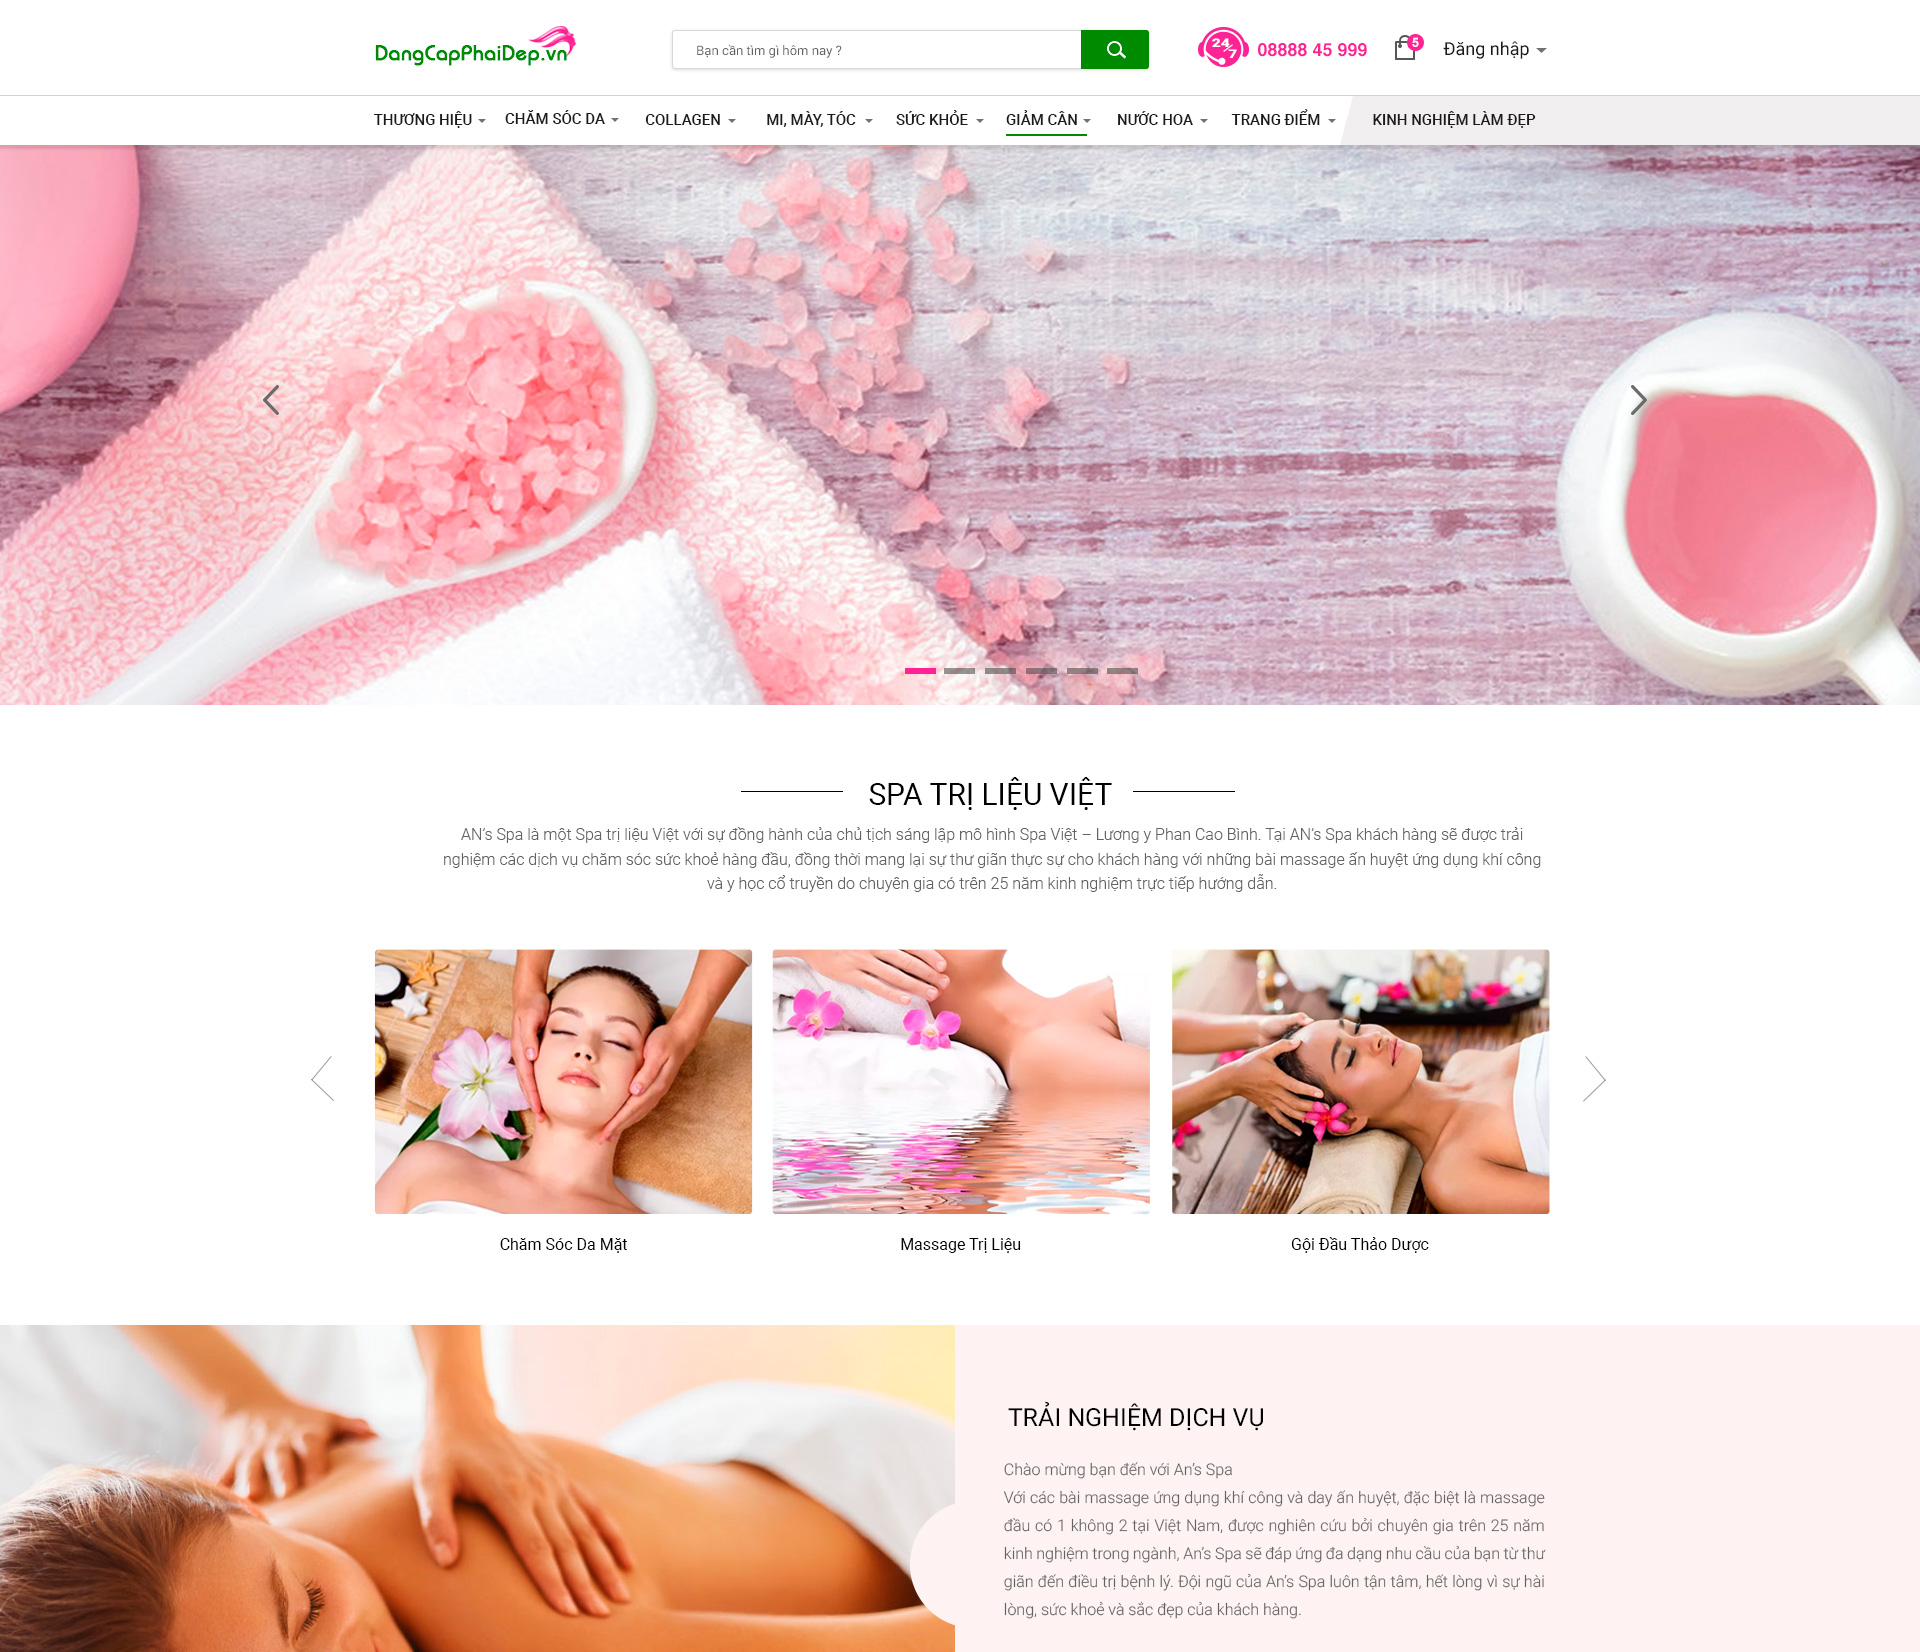 DangCapPhaiDep.vn
Bạn cần tìm gì hôm nay ?
24/7
08888 45 999
5
Đăng nhập
THƯƠNG HIỆU
CHĂM SÓC DA
COLLAGEN
MI, MÀY, TÓC
SỨC KHỎE
GIẢM CÂN
NƯỚC HOA
TRANG ĐIỂM
KINH NGHIỆM LÀM ĐẸP
SPA TRỊ LIỆU VIỆT
AN's Spa là một Spa trị liệu Việt với sự đồng hành của chủ tịch sáng lập mô hình Spa Việt – Lương y Phan Cao Bình. Tại AN's Spa khách hàng sẽ được trải
nghiệm các dịch vụ chăm sóc sức khoẻ hàng đầu, đồng thời mang lại sự thư giãn thực sự cho khách hàng với những bài massage ấn huyệt ứng dụng khí công
và y học cổ truyền do chuyên gia có trên 25 năm kinh nghiệm trực tiếp hướng dẫn.
Chăm Sóc Da Mặt
Massage Trị Liệu
Gội Đầu Thảo Dược
TRẢI NGHIỆM DỊCH VỤ
Chào mừng bạn đến với An's Spa
Với các bài massage ứng dụng khí công và day ấn huyệt, đặc biệt là massage
đầu có 1 không 2 tại Việt Nam, được nghiên cứu bởi chuyên gia trên 25 năm
kinh nghiệm trong ngành, An's Spa sẽ đáp ứng đa dạng nhu cầu của bạn từ thư
giãn đến điều trị bệnh lý. Đội ngũ của An's Spa luôn tận tâm, hết lòng vì sự hài
lòng, sức khoẻ và sắc đẹp của khách hàng.